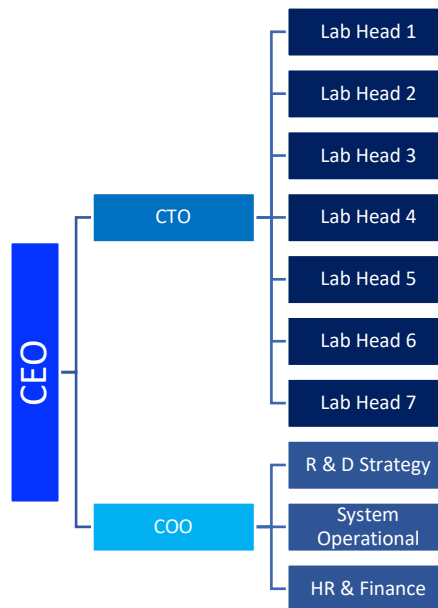 CEO
CTO
COO
Lab Head 1
Lab Head 2
Lab Head 3
Lab Head 4
Lab Head 5
Lab Head 6
Lab Head 7
R & D Strategy
System
Operational
HR & Finance